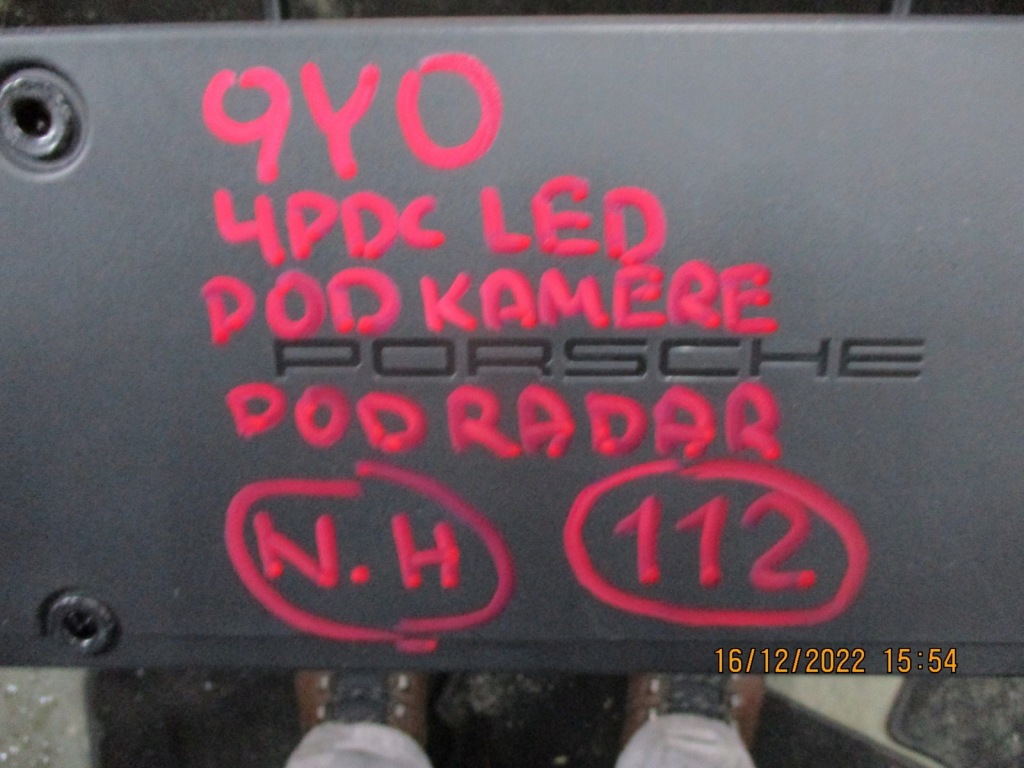 9Y0
4PDC LED
POD KAMERE
PORSCHE
POD RADAR
N.H 112
16/12/2022 15:54